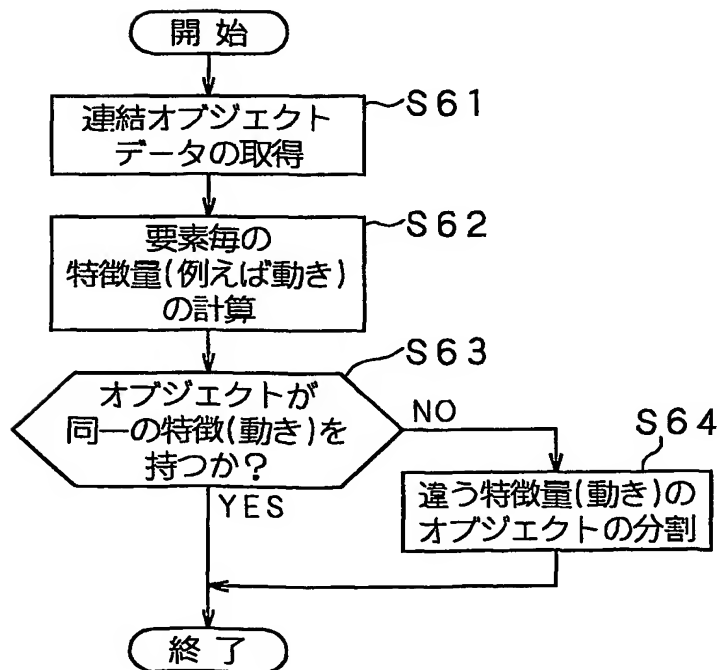 開 始
連結オブジェクト
データの取得
S61
要素毎の
特徴量(例えば動き)
の計算
S62
オブジェクトが
同一の特徴(動き)を
持つか?
S63
NO
YES
違う特徴量(動き)の
オブジェクトの分割
S64
終 了